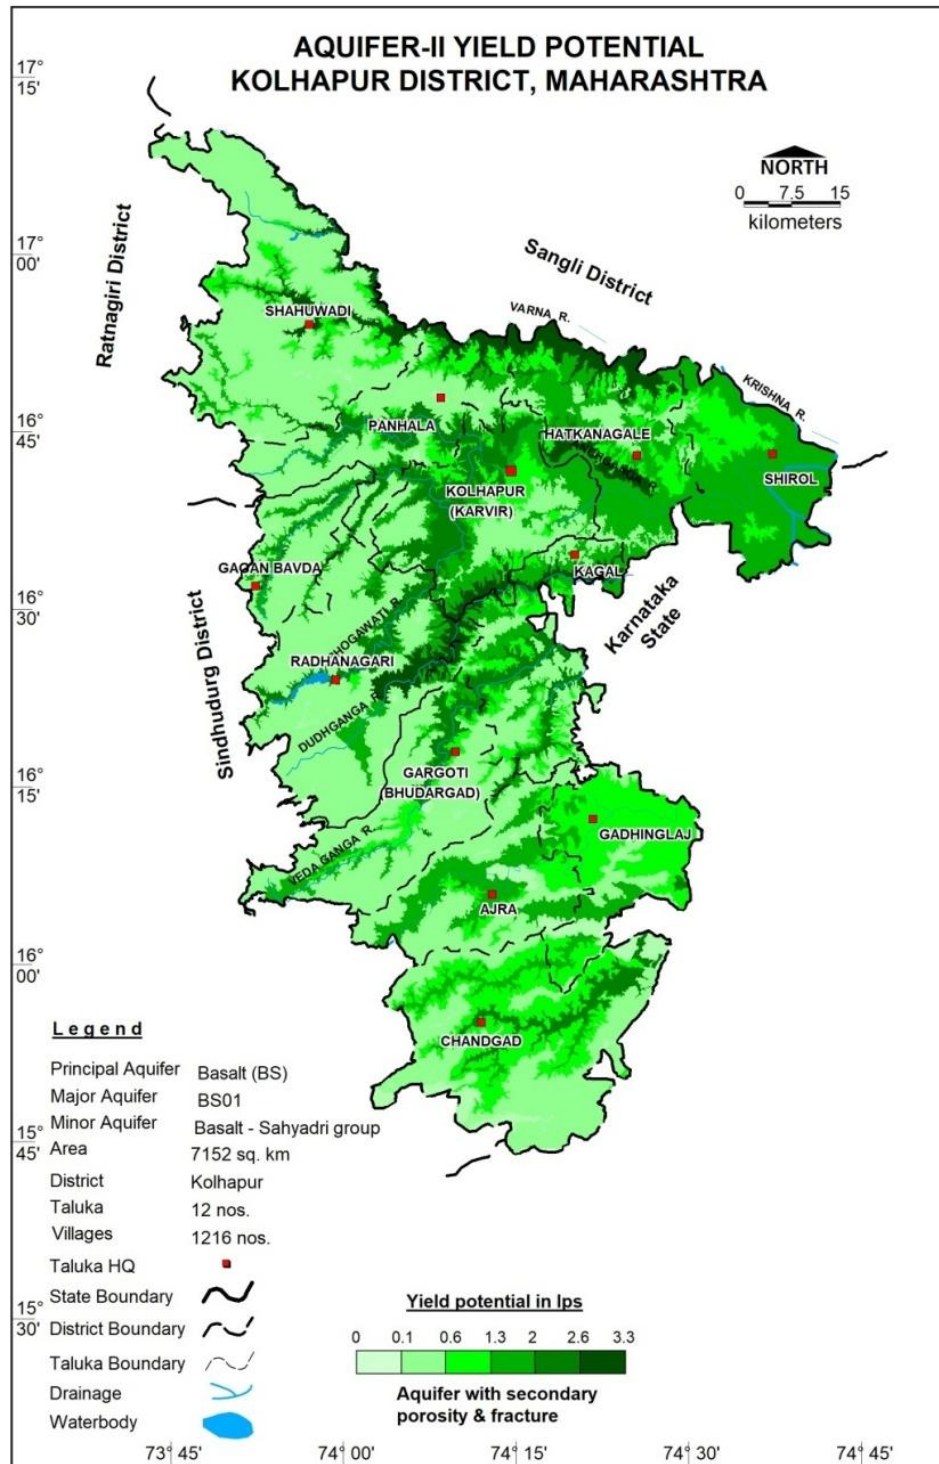 AQUIFER-II YIELD POTENTIAL
KOLHAPUR DISTRICT, MAHARASHTRA
17°
15'
NORTH
0 7.5 15
kilometers
17°
00'
Ratnagiri District
Sangli District
VARNA R.
SHAHUWADI
KRISHNA R.
16°
45'
PANHALA
HATKANAGALE
SHIROL
KOLHAPUR
(KARVIR)
KAGAL
GAGAN BAVDA
16°
30'
Karnataka
State
Sindhudurg District
RADHANAGARI
DUDHGANGA R.
16°
15'
GARGOTI
(BHUDARGAD)
GADHINGLAJ
VEDA GANGA R.
AJRA
16°
00'
CHANDGAD
Legend
Principal Aquifer Basalt (BS)
Major Aquifer BS01
Minor Aquifer Basalt - Sahyadri group
15°
45'
Area 7152 sq. km
District Kolhapur
Taluka 12 nos.
Villages 1216 nos.
Taluka HQ
State Boundary
15°
30'
District Boundary
Taluka Boundary
Drainage
Waterbody
Yield potential in lps
0 0.1 0.6 1.3 2 2.6 3.3
Aquifer with secondary
porosity & fracture
73° 45' 74° 00' 74° 15' 74° 30' 74° 45'